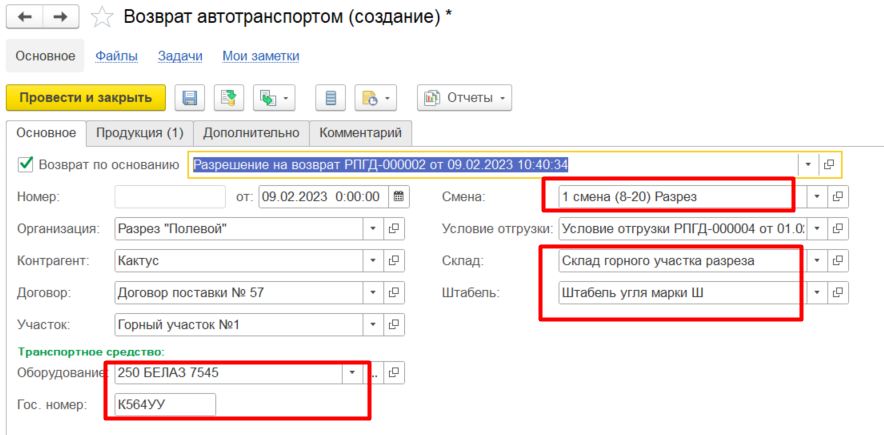 Возврат автотранспортом (создание) *
Основное Файлы Задачи Мои заметки
Провести и закрыть Отчеты
Основное Продукция (1) Дополнительно Комментарий
Возврат по основанию Разрешение на возврат РПГД-000002 от 09.02.2023 10:40:34
Номер: от: 09.02.2023 0:00:00 Смена: 1 смена (8-20) Разрез
Организация: Разрез "Полевой" Условие отгрузки: Условие отгрузки РПГД-000004 от 01.02
Контрагент: Кактус Склад: Склад горного участка разреза
Договор: Договор поставки № 57 Штабель: Штабель угля марки Ш
Участок: Горный участок №1
Транспортное средство:
Оборудование 250 БЕЛАЗ 7545 ...
Гос. номер: К564УУ